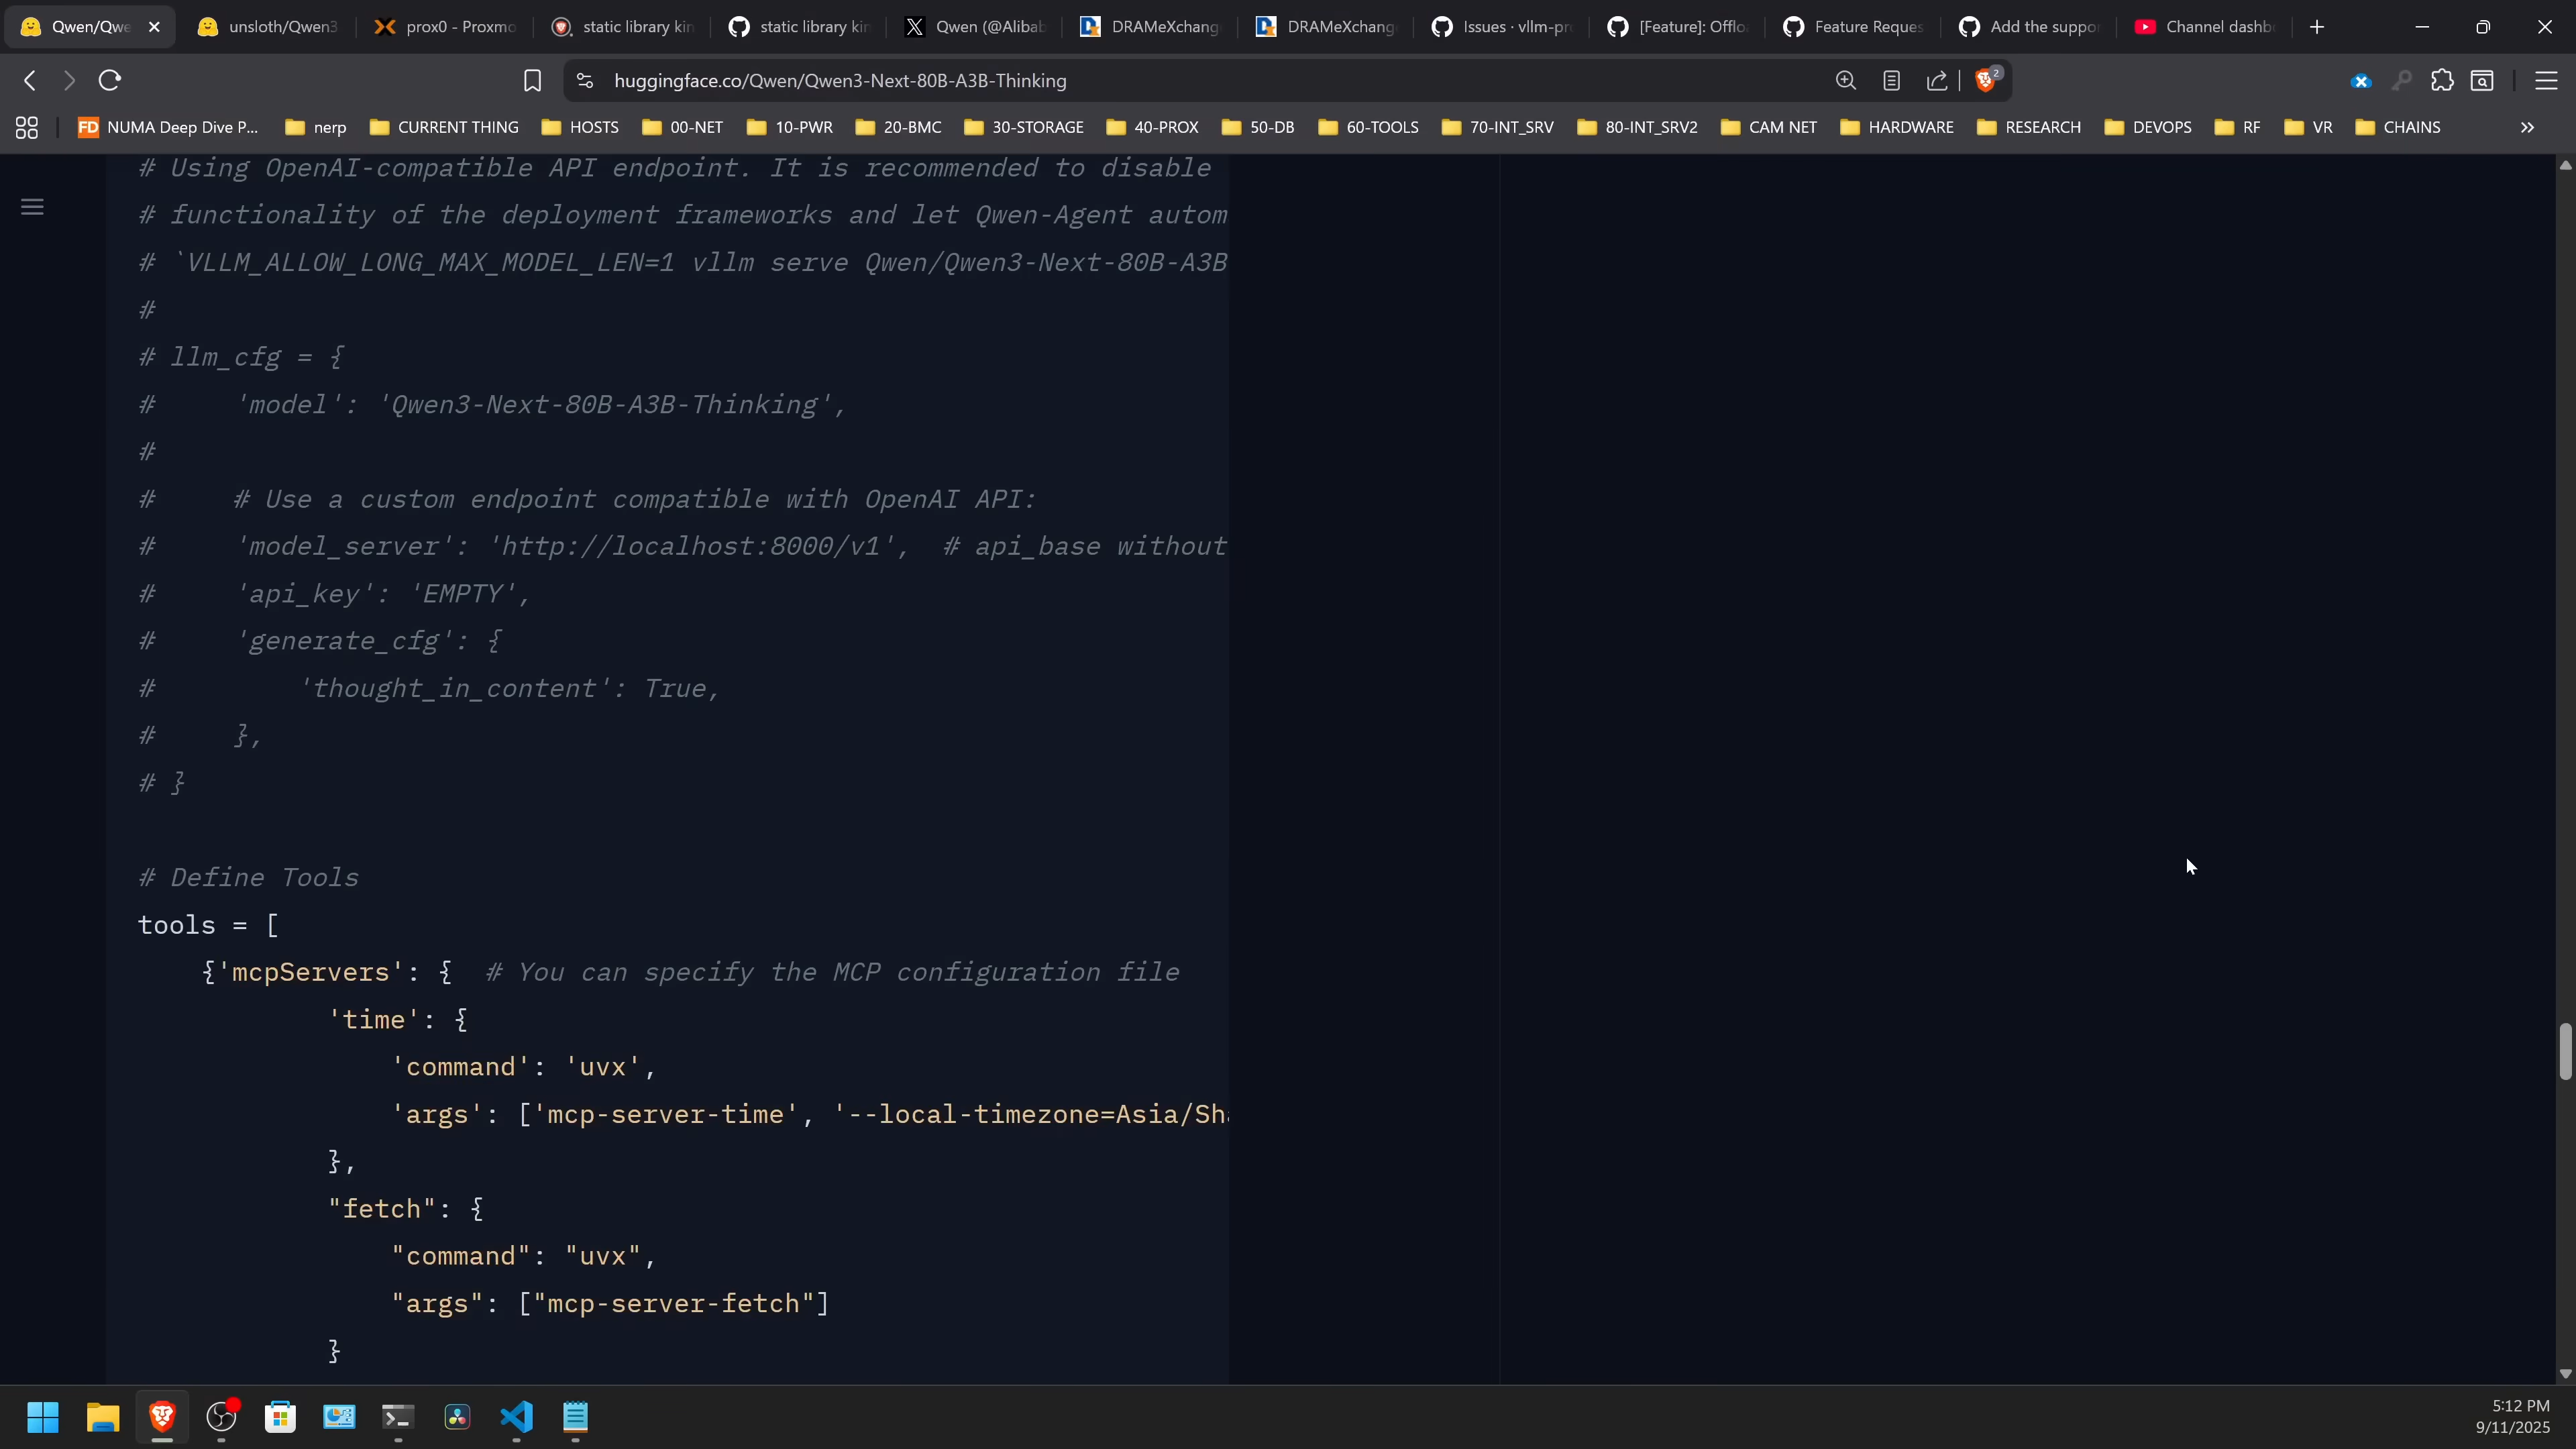 Qwen/Qwe
unsloth/Qwen3
prox0 - Proxmo
static library kin
static library kin
Qwen (@Alibab
DRAMeXchang
DRAMeXchang
Issues · vllm-pr
[Feature]: Offlo
Feature Reques
Add the suppo
Channel dashb
huggingface.co/Qwen/Qwen3-Next-80B-A3B-Thinking
2
FD NUMA Deep Dive P...
nerp
CURRENT THING
HOSTS
00-NET
10-PWR
20-BMC
30-STORAGE
40-PROX
50-DB
60-TOOLS
70-INT_SRV
80-INT_SRV2
CAM NET
HARDWARE
RESEARCH
DEVOPS
RF
VR
CHAINS
# Using OpenAI-compatible API endpoint. It is recommended to disable
# functionality of the deployment frameworks and let Qwen-Agent autom
# `VLLM_ALLOW_LONG_MAX_MODEL_LEN=1 vllm serve Qwen/Qwen3-Next-80B-A3B
#
# llm_cfg = {
#     'model': 'Qwen3-Next-80B-A3B-Thinking',
#
#     # Use a custom endpoint compatible with OpenAI API:
#     'model_server': 'http://localhost:8000/v1',  # api_base without
#     'api_key': 'EMPTY',
#     'generate_cfg': {
#         'thought_in_content': True,
#     },
# }
# Define Tools
tools = [
    {'mcpServers': {  # You can specify the MCP configuration file
            'time': {
                'command': 'uvx',
                'args': ['mcp-server-time', '--local-timezone=Asia/Sha
            },
            "fetch": {
                "command": "uvx",
                "args": ["mcp-server-fetch"]
            }
5:12 PM
9/11/2025